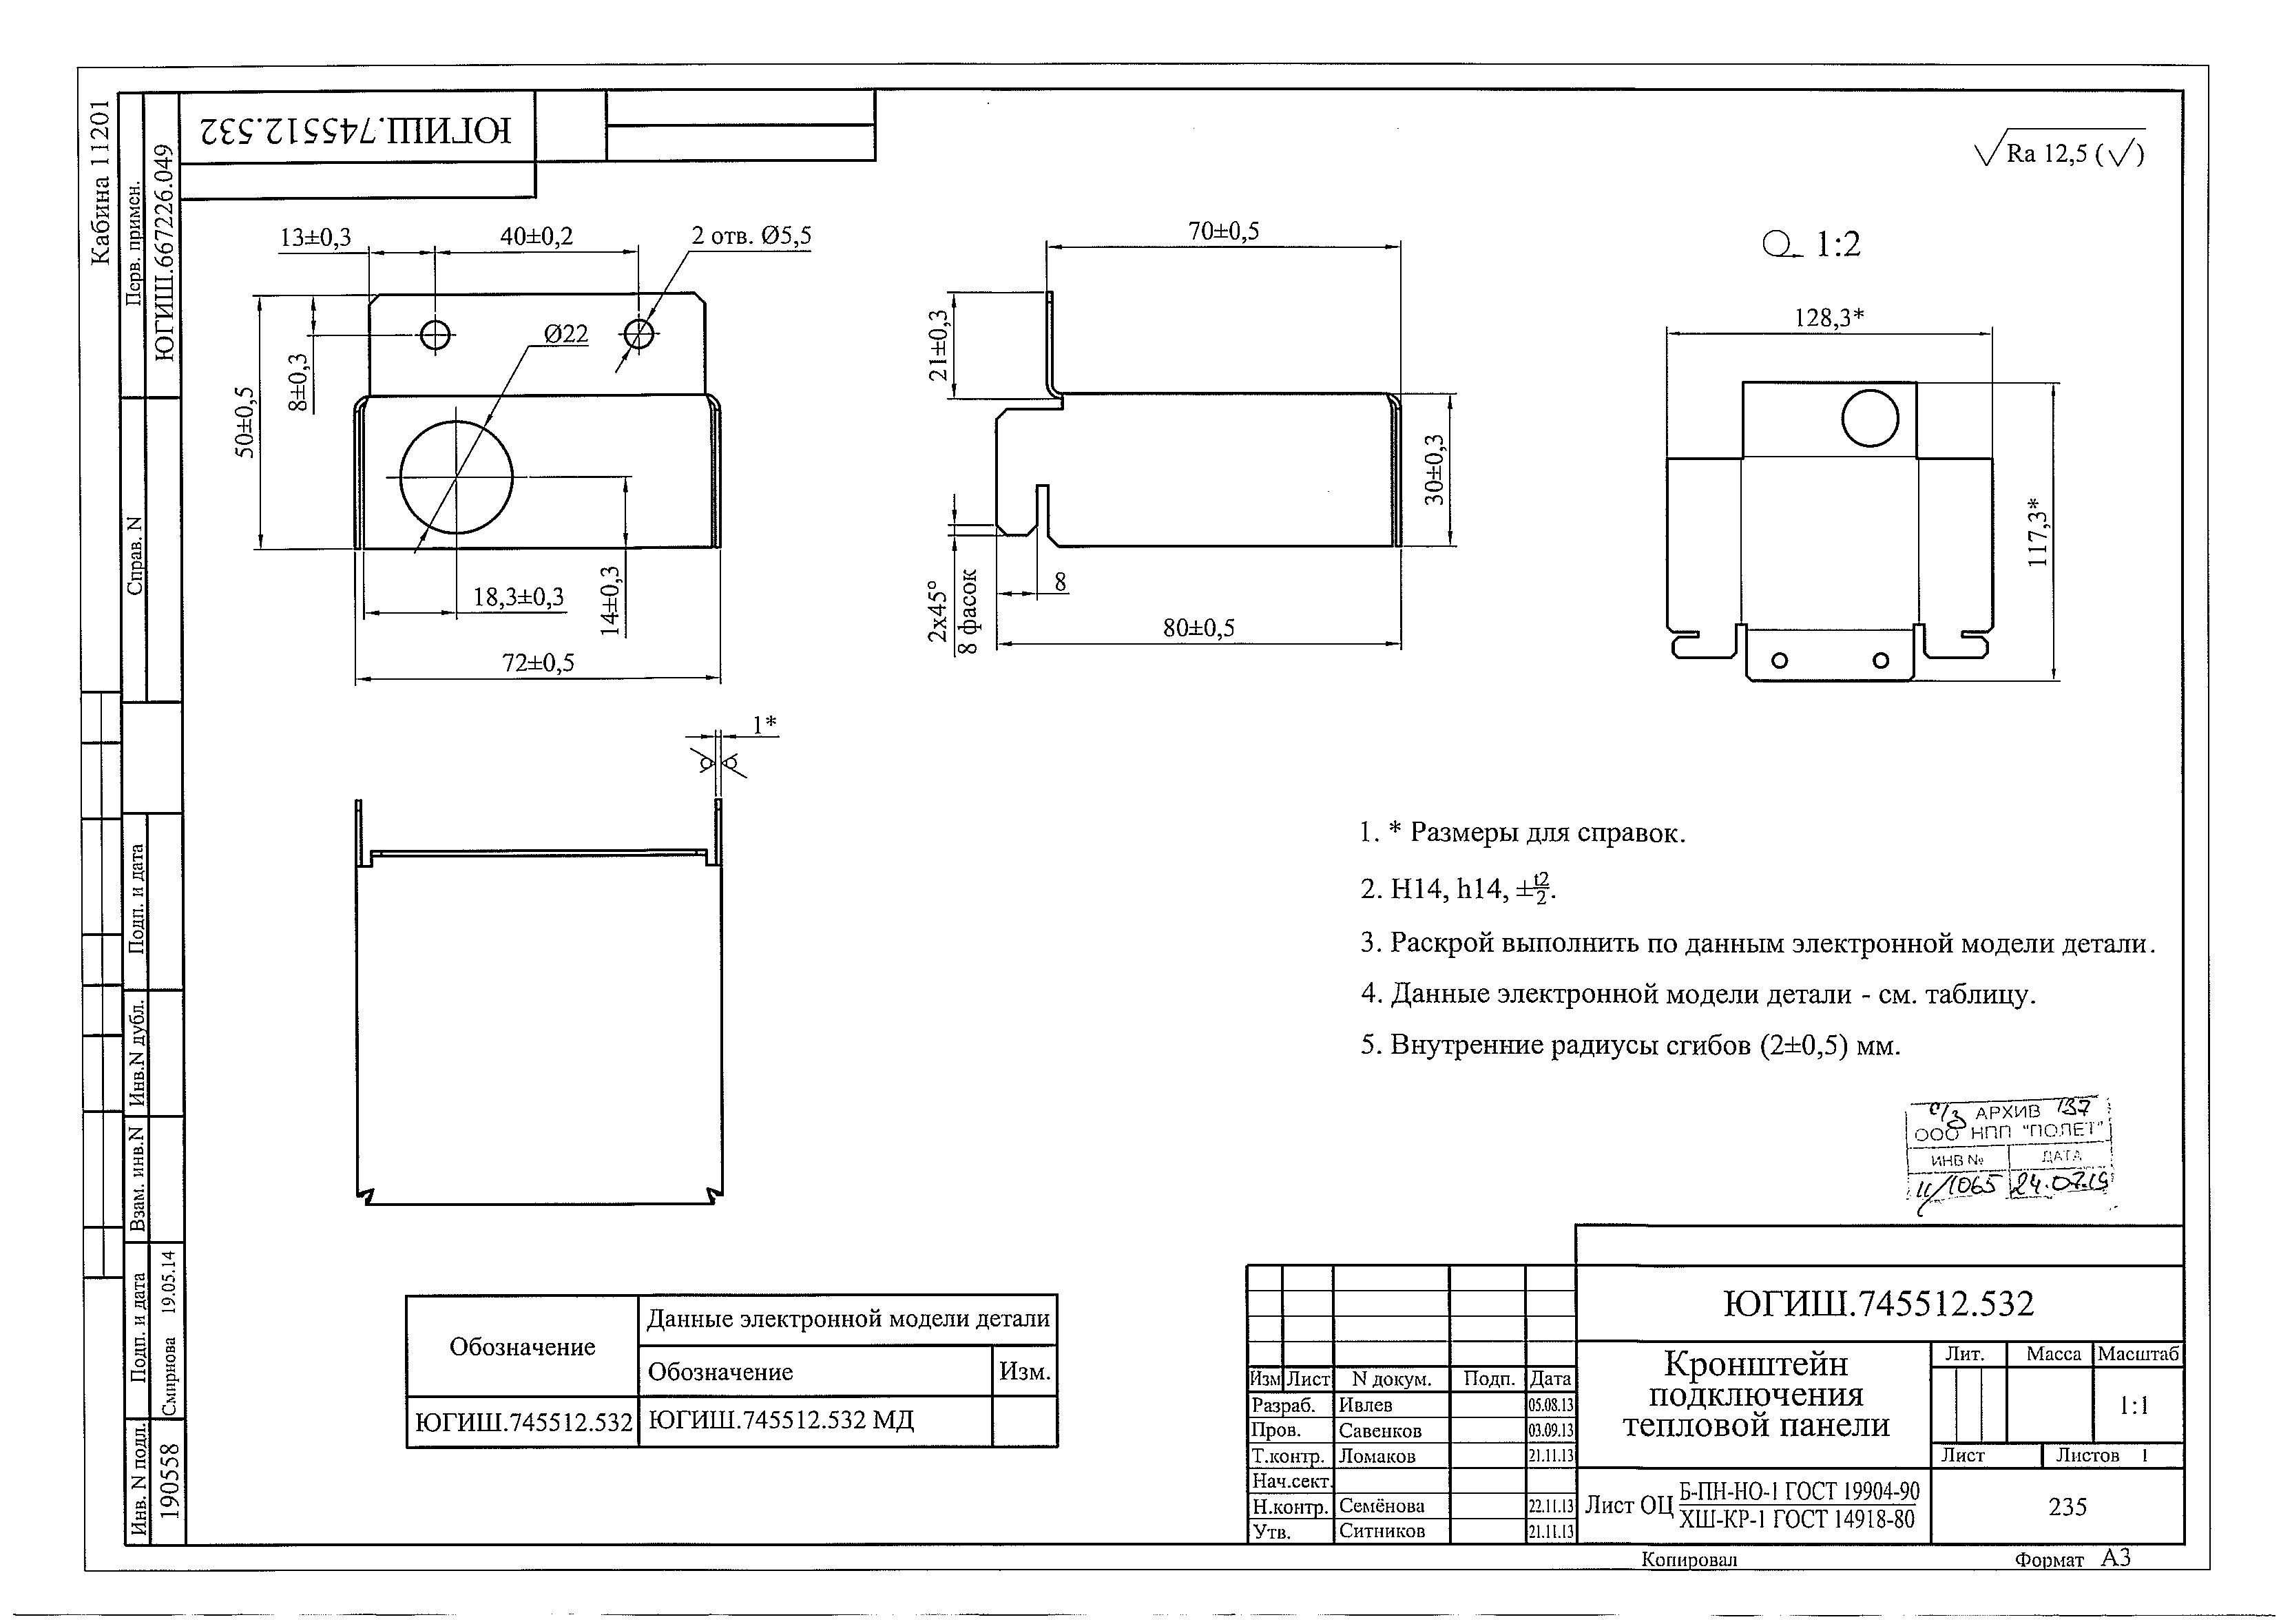 Кабина 11201
Перв. примен.
ЮГИШ.667226.049
Справ. N
Подп. и дата
Инв.N дубл.
Взам. инв.N
Подп. и дата
Смирнова 19.05.14
Инв. N подл.
190558
ЮГИШ.745512.532
√Ra 12,5 (√)
13±0,3
40±0,2
2 отв. Ø5,5
50±0,5
8±0,3
Ø22
18,3±0,3
14±0,3
72±0,5
70±0,5
21±0,3
30±0,3
2x45°
8 фасок
8
80±0,5
1:2
128,3*
117,3*
1*
1. * Размеры для справок.
2. H14, h14, ±t2/2.
3. Раскрой выполнить по данным электронной модели детали.
4. Данные электронной модели детали - см. таблицу.
5. Внутренние радиусы сгибов (2±0,5) мм.
АРХИВ 137
ООО НПП "ПОЛЕТ"
ИНВ № ДАТА
24.07.19
Обозначение
Данные электронной модели детали
Обозначение Изм.
ЮГИШ.745512.532 ЮГИШ.745512.532 МД
ЮГИШ.745512.532
Кронштейн
подключения
тепловой панели
Лит. Масса Масштаб
1:1
Лист Листов 1
Изм Лист N докум. Подп. Дата
Разраб. Ивлев 05.08.13
Пров. Савенков 03.09.13
Т.контр. Ломаков 21.11.13
Нач.сект.
Н.контр. Семёнова 22.11.13
Утв. Ситников 21.11.13
Лист ОЦ Б-ПН-НО-1 ГОСТ 19904-90
ХШ-КР-1 ГОСТ 14918-80
235
Копировал
Формат А3